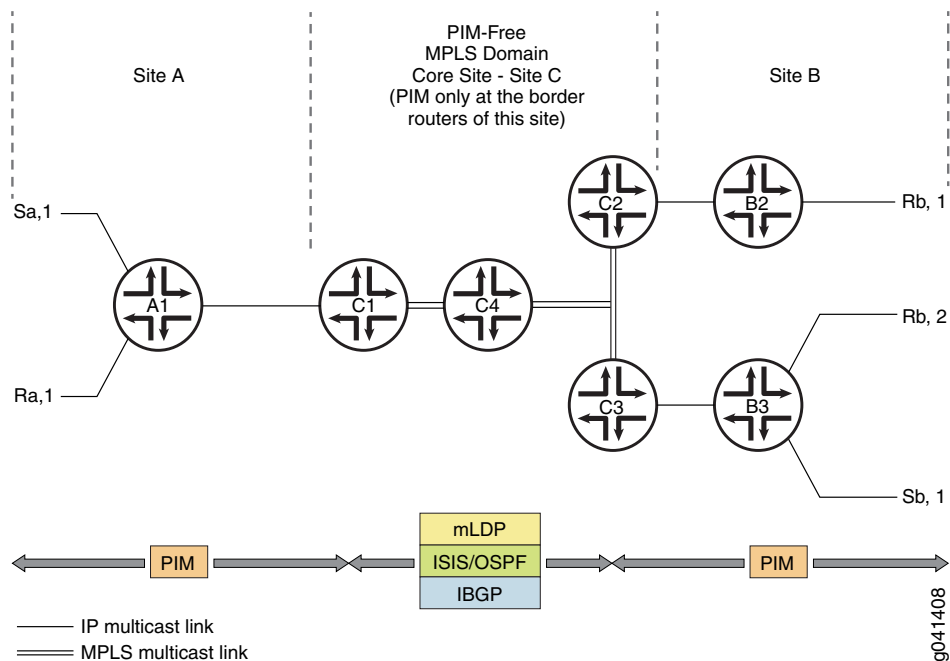 Site A
PIM-Free
MPLS Domain
Core Site - Site C
(PIM only at the border
routers of this site)
Site B
Sa,1
C2
B2
Rb, 1
A1
C1
C4
Rb, 2
Ra,1
C3
B3
Sb, 1
mLDP
PIM
ISIS/OSPF
PIM
IBGP
IP multicast link
MPLS multicast link
g041408